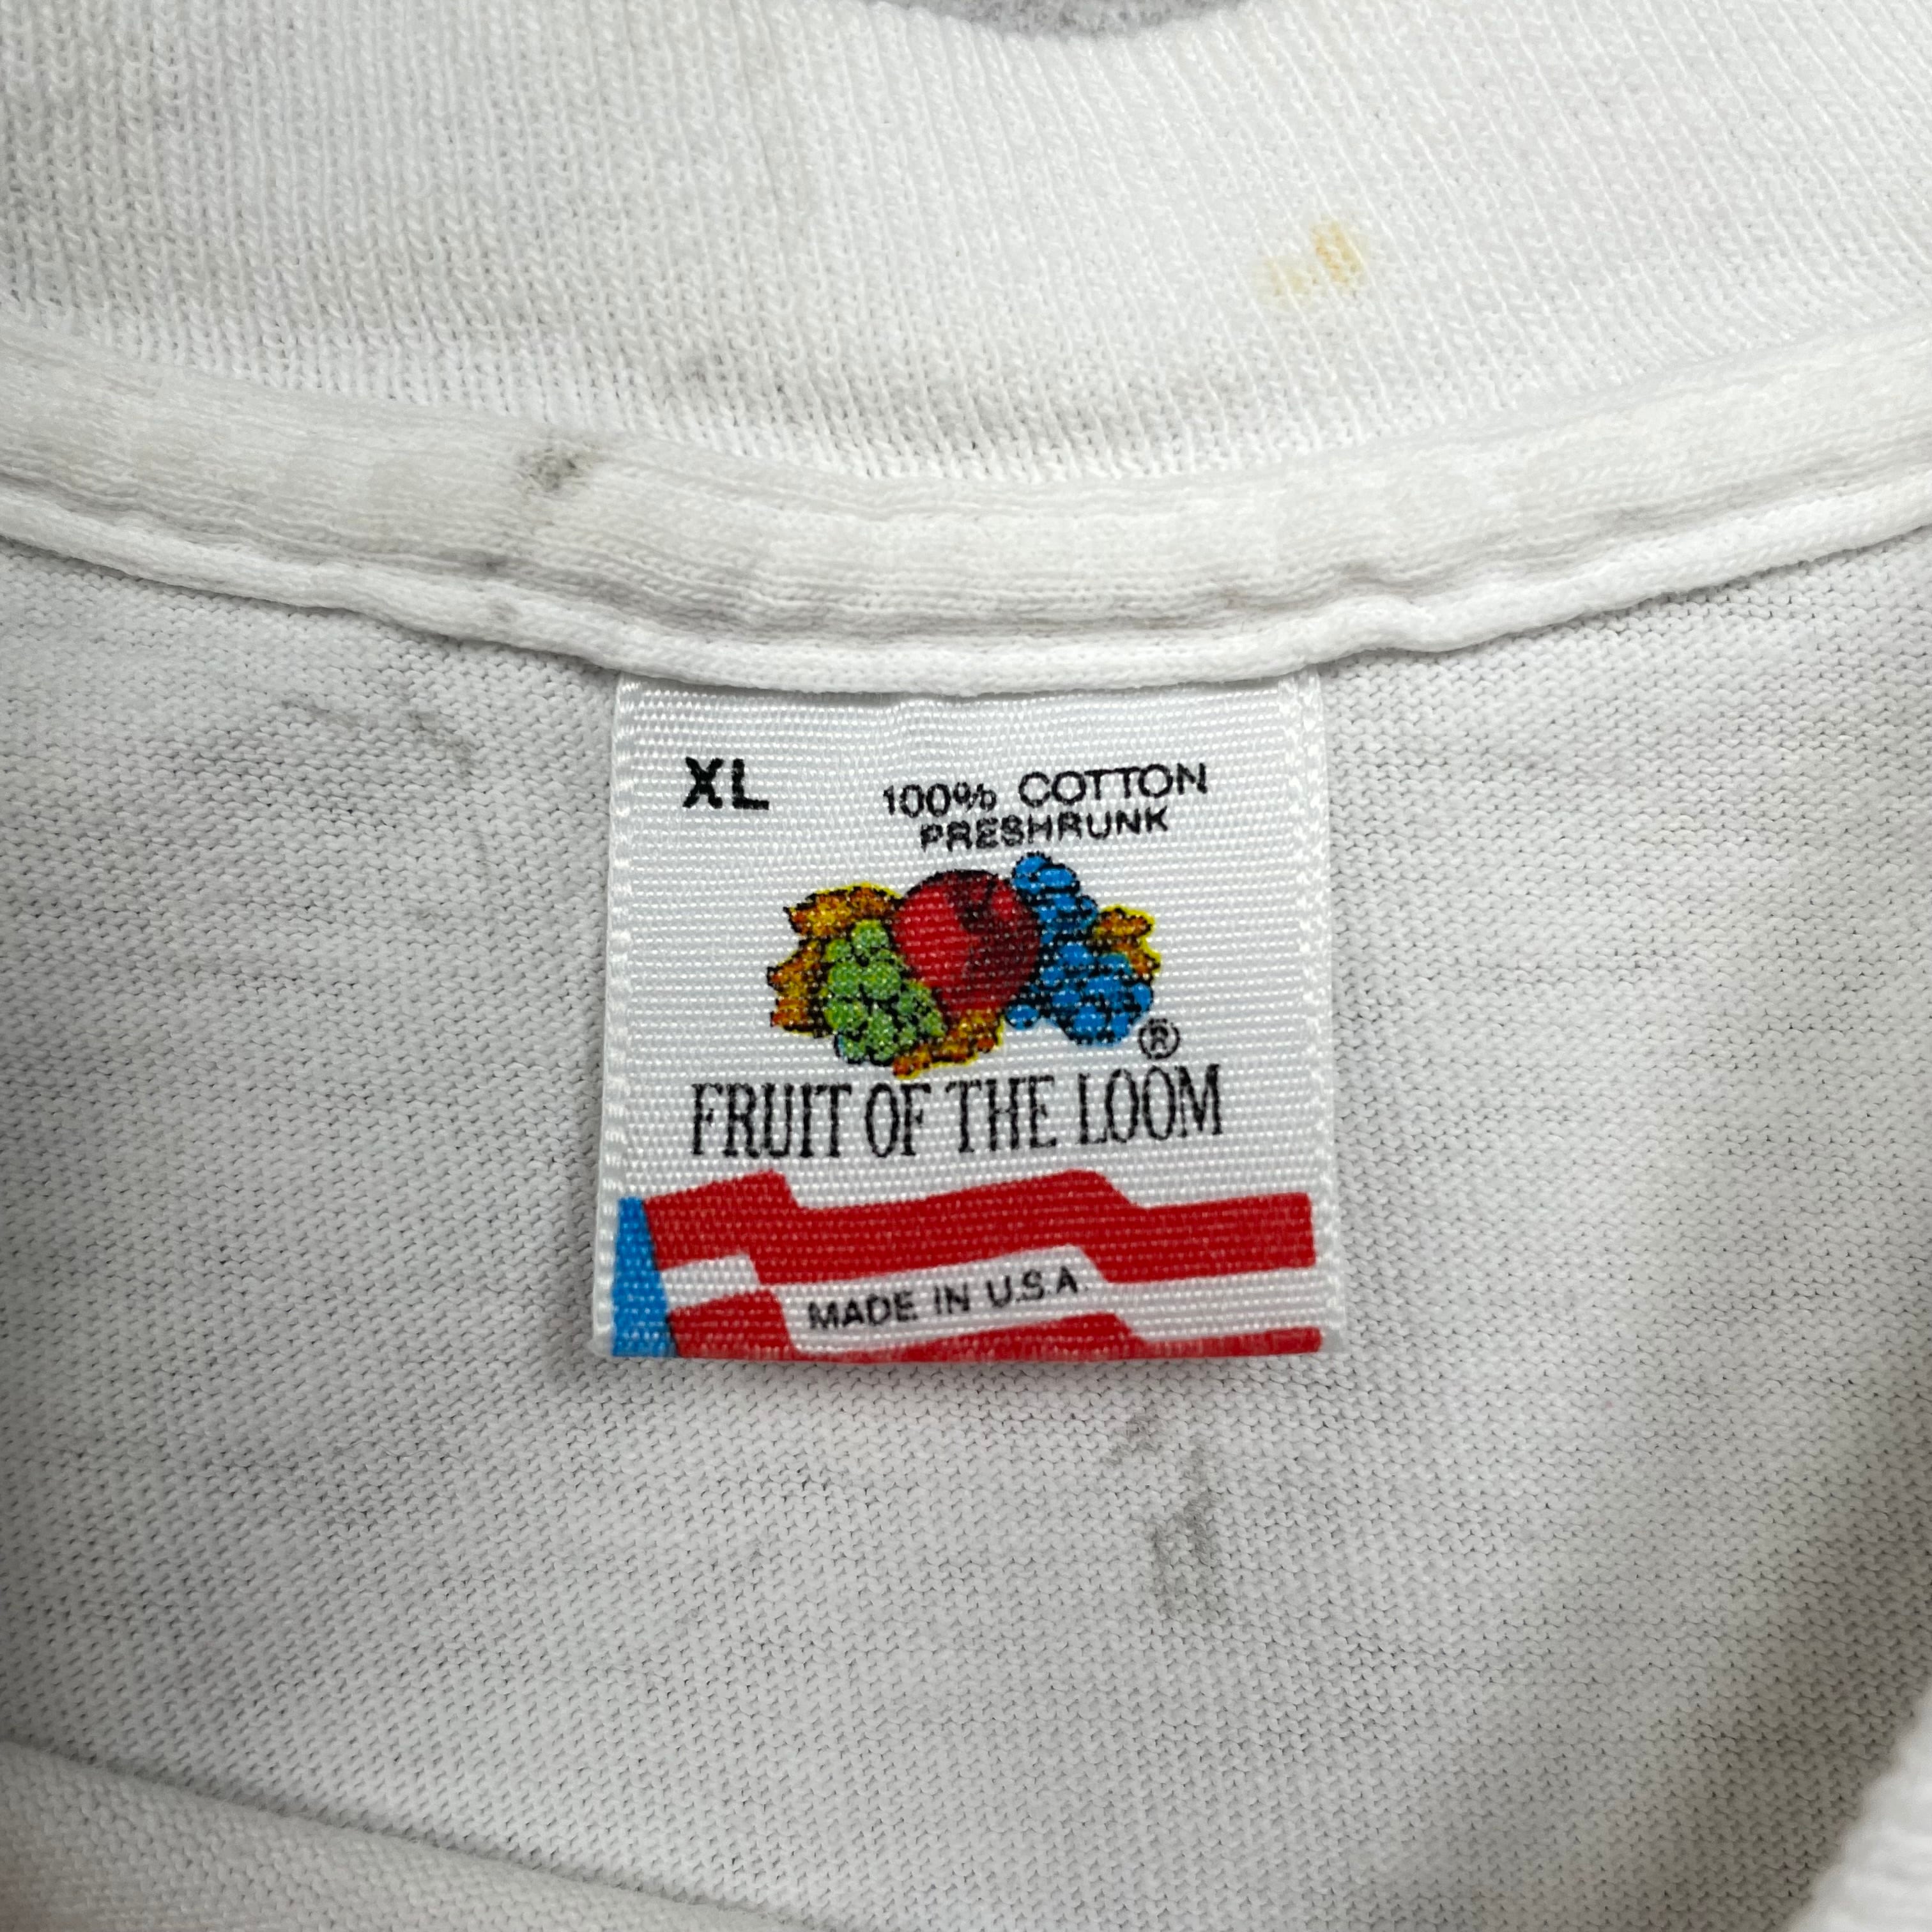 XL
100% COTTON
PRESHRUNK
®
FRUIT OF THE LOOM
MADE IN U.S.A.